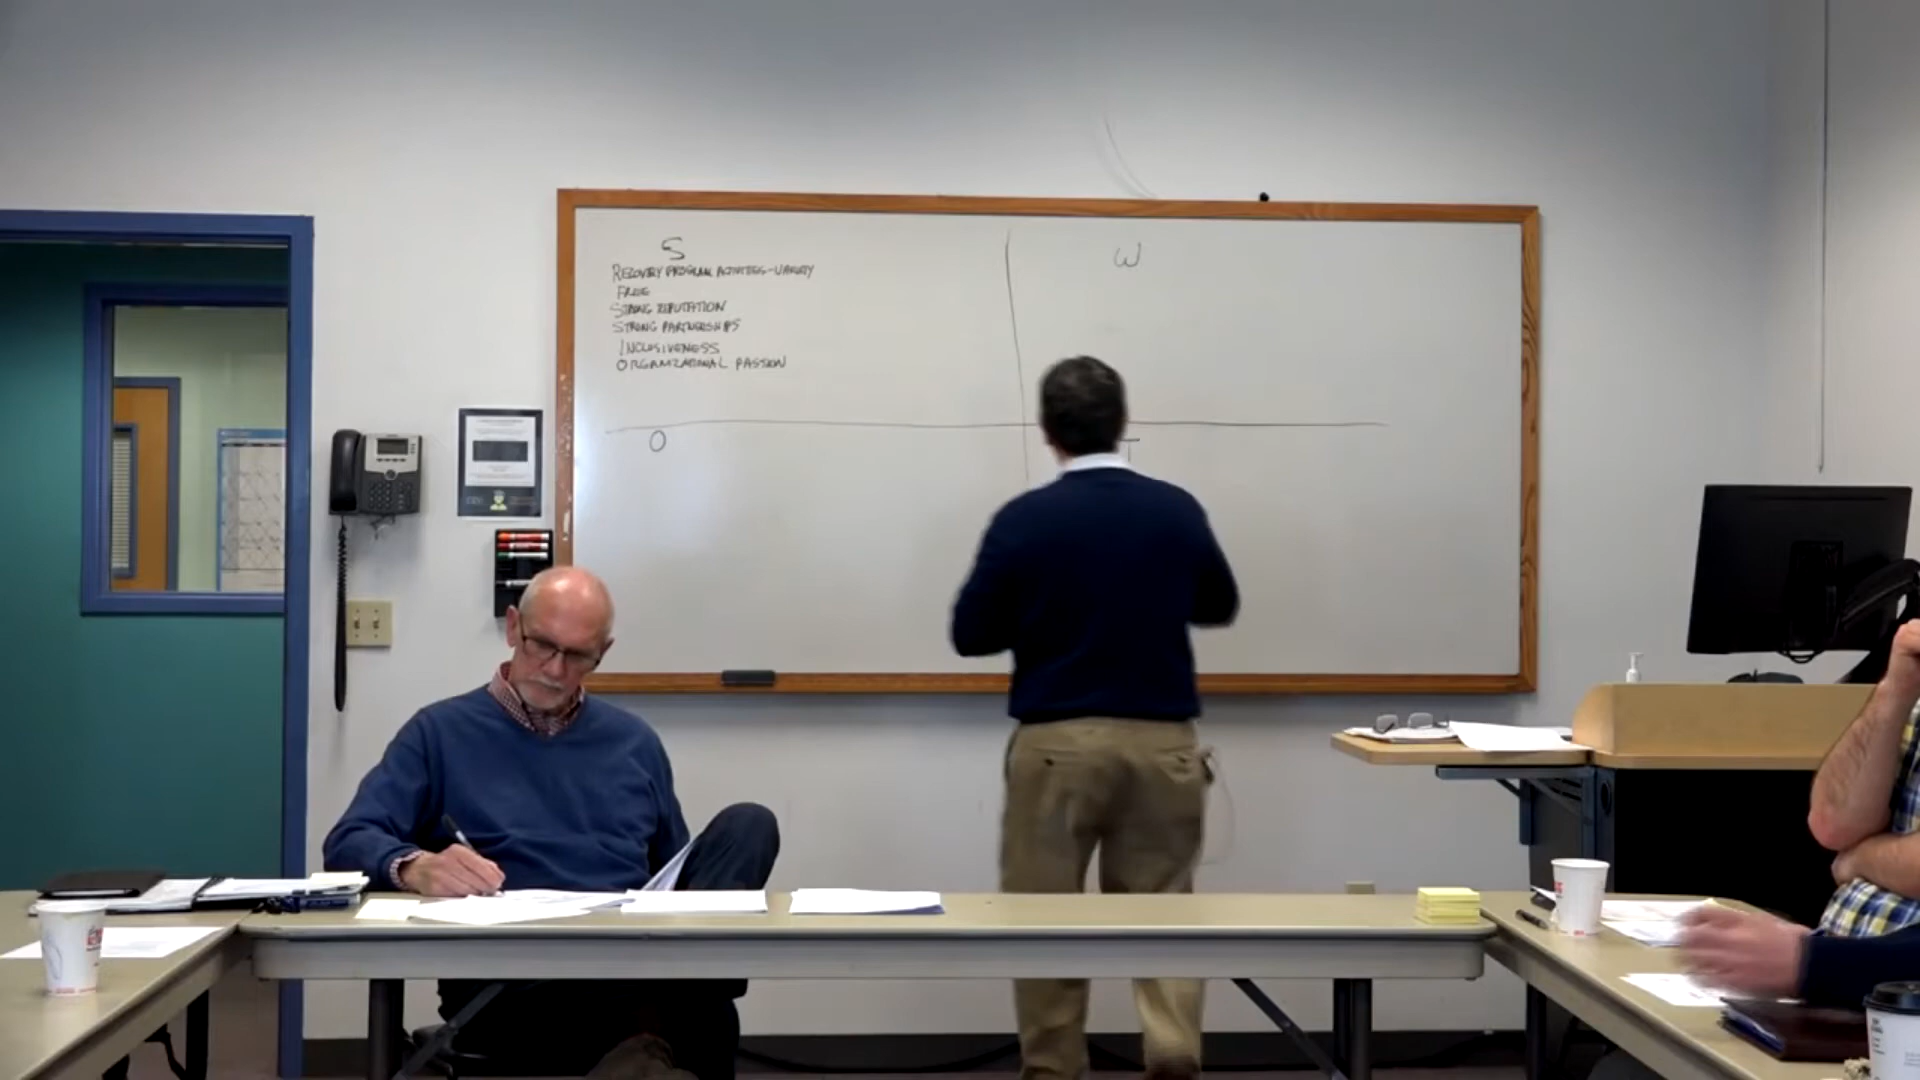 S
RECOVERY PROGRAM ACTIVITIES-VARIETY
FREE
STRONG REPUTATION
STRONG PARTNERSHIPS
INCLUSIVENESS
ORGANIZATIONAL PASSION
W
O
T